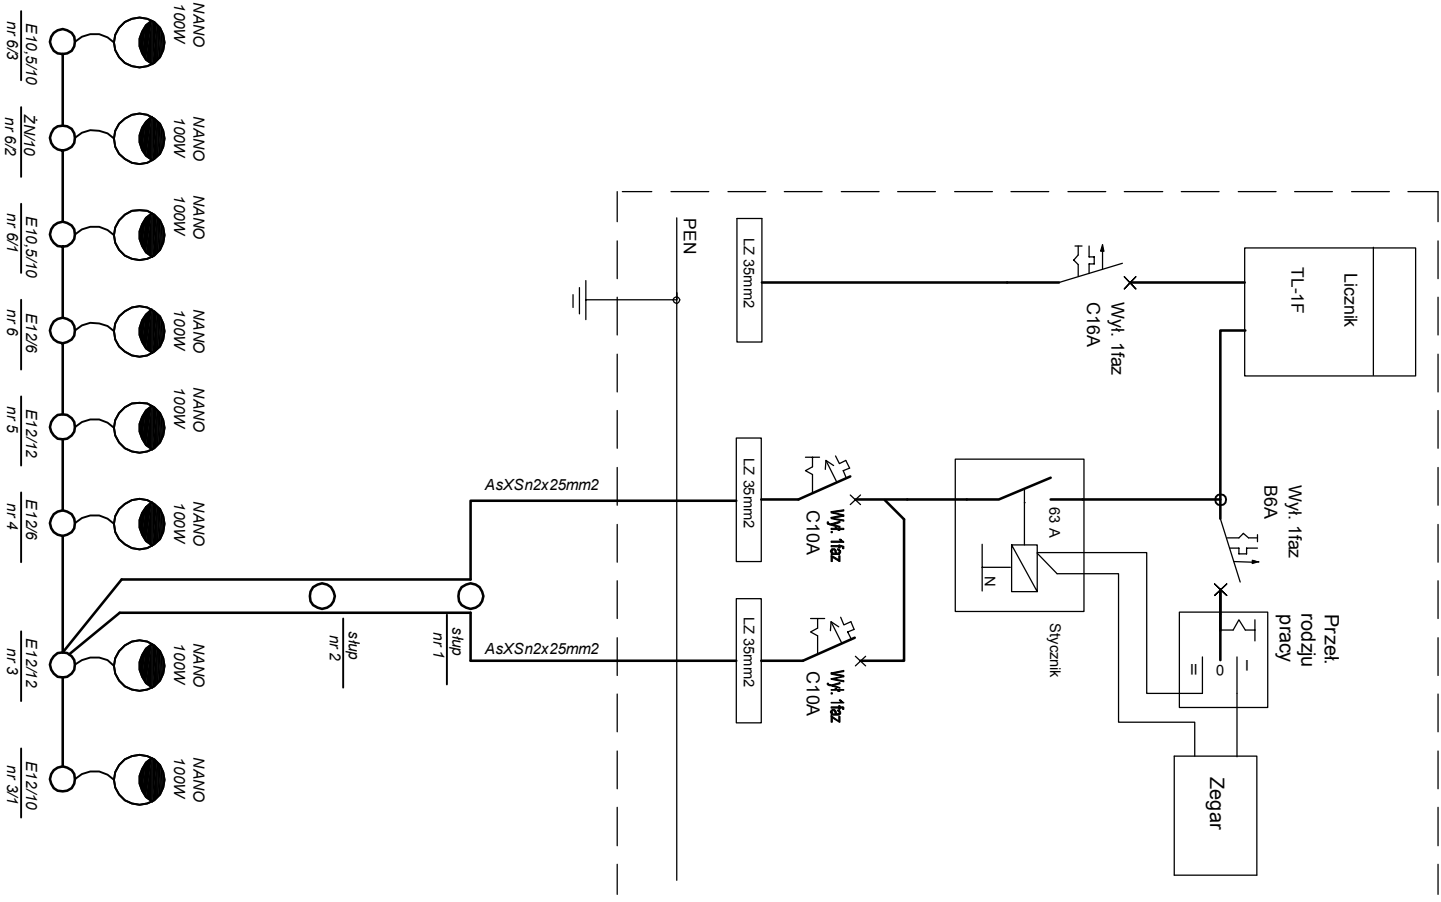 NANO
100W
NANO
100W
NANO
100W
NANO
100W
NANO
100W
NANO
100W
NANO
100W
NANO
100W
E10,5/10
nr 6/3
ŻN/10
nr 6/2
E10,5/10
nr 6/1
E12/6
nr 6
E12/12
nr 5
E12/6
nr 4
E12/12
nr 3
E12/10
nr 3/1
słup
nr 2
słup
nr 1
AsXSn2x25mm2
AsXSn2x25mm2
PEN
LZ 35mm2
LZ 35mm2
LZ 35mm2
Wył. 1faz
C16A
Wył. 1faz
C10A
Wył. 1faz
C10A
Licznik
TL-1F
63 A
N
Stycznik
Wył. 1faz
B6A
Przeł.
rodzju
pracy
I
O
II
Zegar